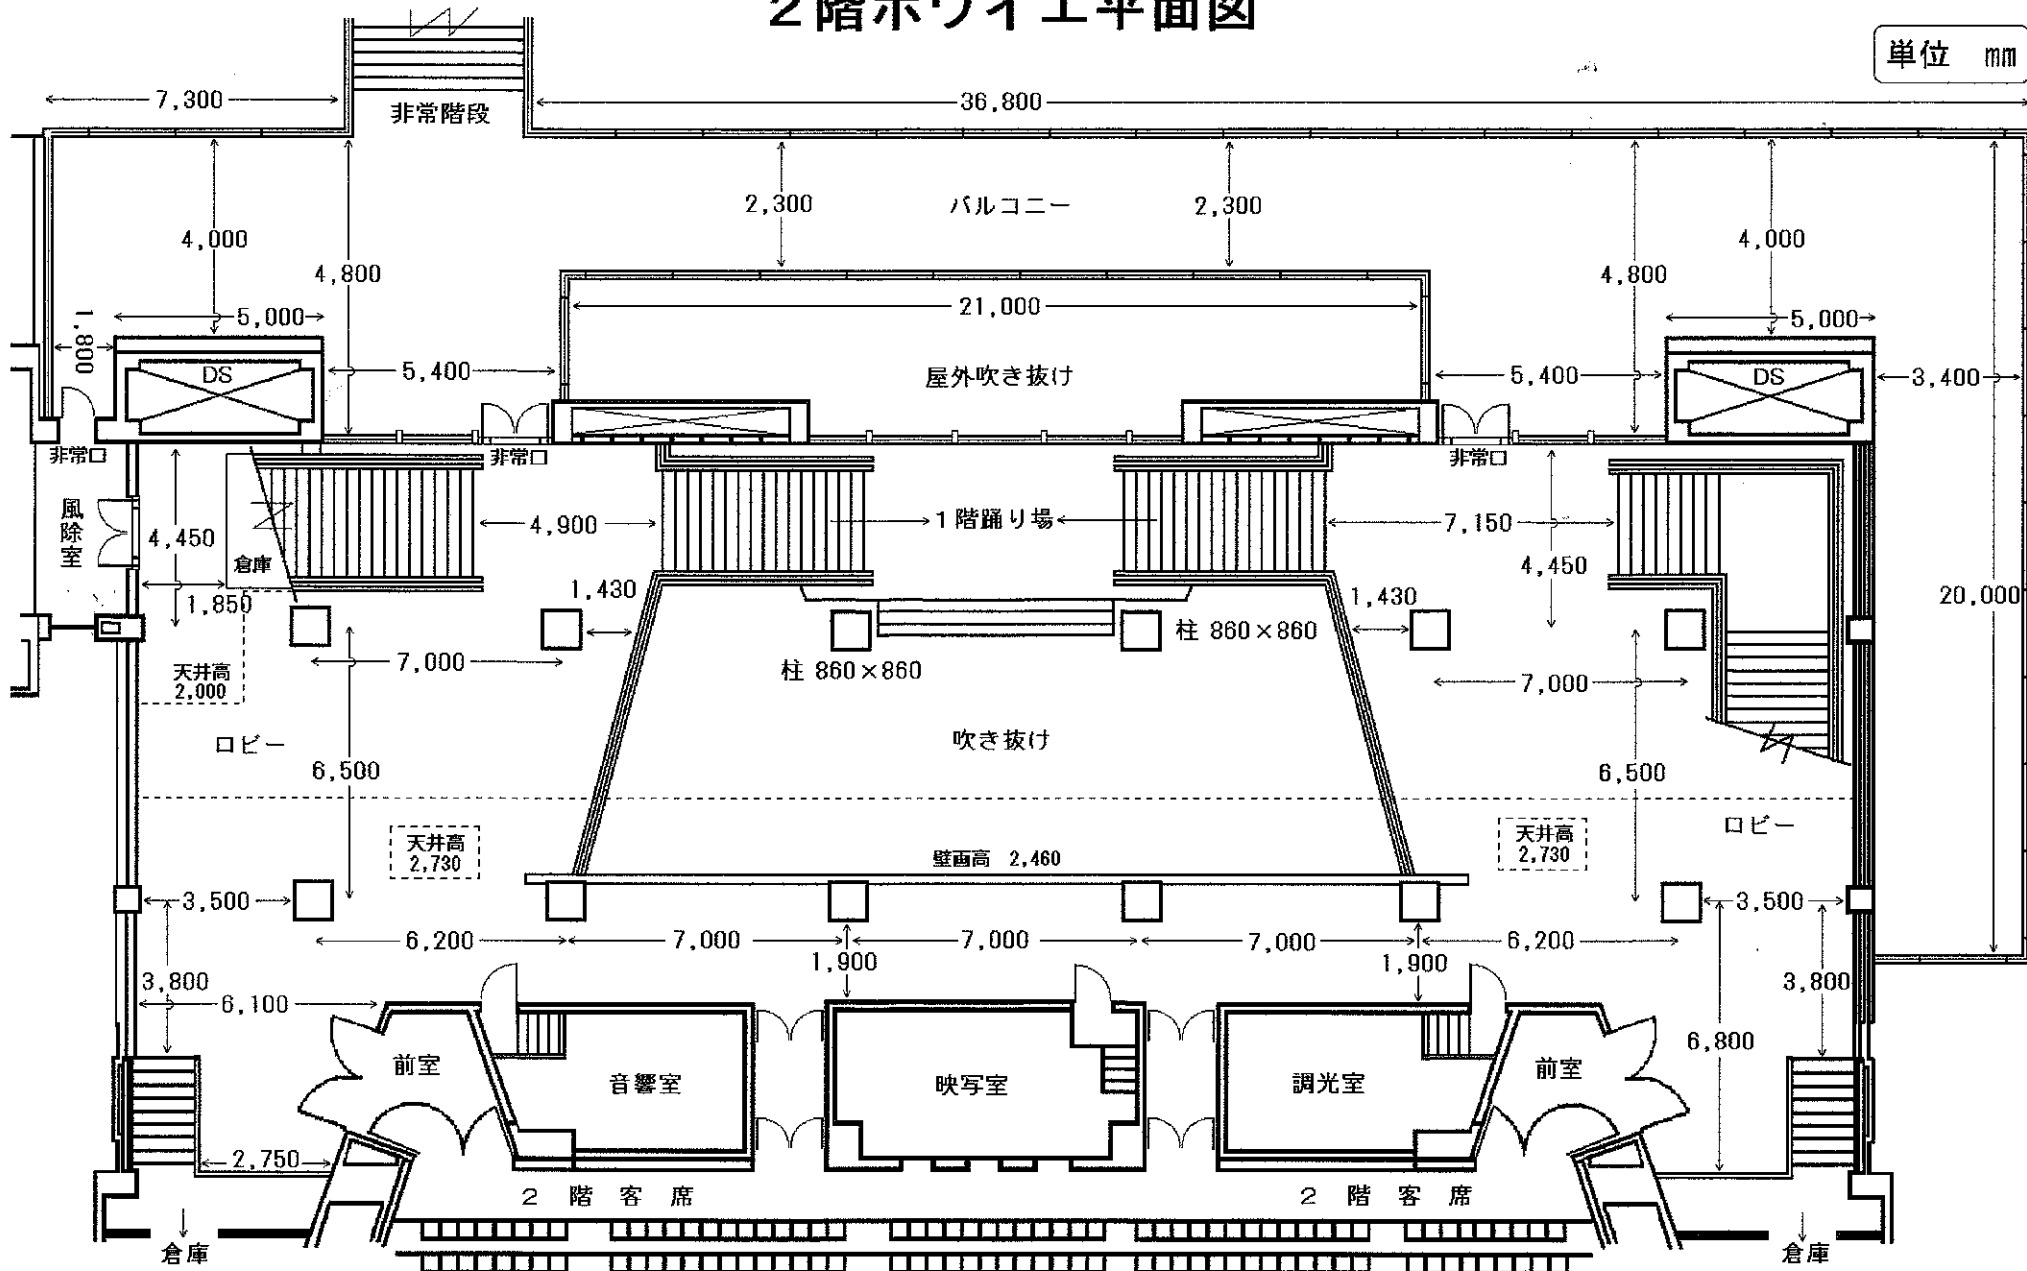 2階ホワイエ平面図
単位 mm
7,300
36,800
非常階段
2,300
バルコニー
2,300
4,000
4,000
4,800
4,800
21,000
5,000
5,000
1,800
DS
5,400
屋外吹き抜け
5,400
DS
3,400
非常口
非常口
非常口
風除室
4,450
4,900
1階踊り場
7,150
倉庫
4,450
1,850
1,430
1,430
20,000
柱 860×860
7,000
柱 860×860
天井高
2,000
7,000
ロビー
吹き抜け
6,500
6,500
ロビー
天井高
2,730
天井高
2,730
壁画高 2,460
3,500
3,500
6,200
7,000
7,000
7,000
6,200
1,900
1,900
3,800
3,800
6,100
6,800
前室
音響室
映写室
調光室
前室
2,750
2階客席
2階客席
倉庫
倉庫